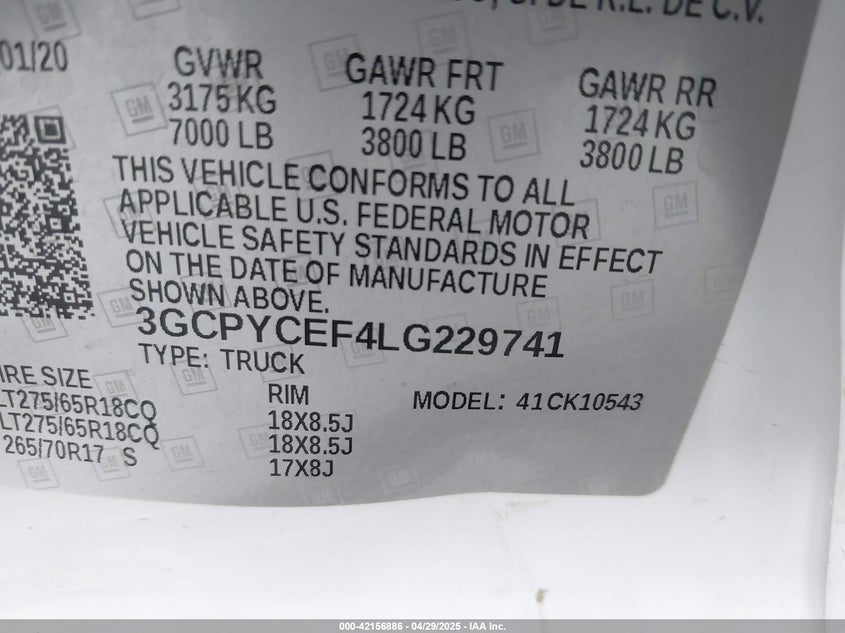 DE R.L. DE C.V.
01/20
GVWR
3175 KG
7000 LB
GAWR FRT
1724 KG
3800 LB
GAWR RR
1724 KG
3800 LB
THIS VEHICLE CONFORMS TO ALL
APPLICABLE U.S. FEDERAL MOTOR
VEHICLE SAFETY STANDARDS IN EFFECT
ON THE DATE OF MANUFACTURE
SHOWN ABOVE.
3GCPYCEF4LG229741
TYPE: TRUCK
IRE SIZE
LT275/65R18CQ
LT275/65R18CQ
265/70R17 S
RIM
18X8.5J
18X8.5J
17X8J
MODEL: 41CK10543
000-42156886 - 04/29/2025 - IAA Inc.